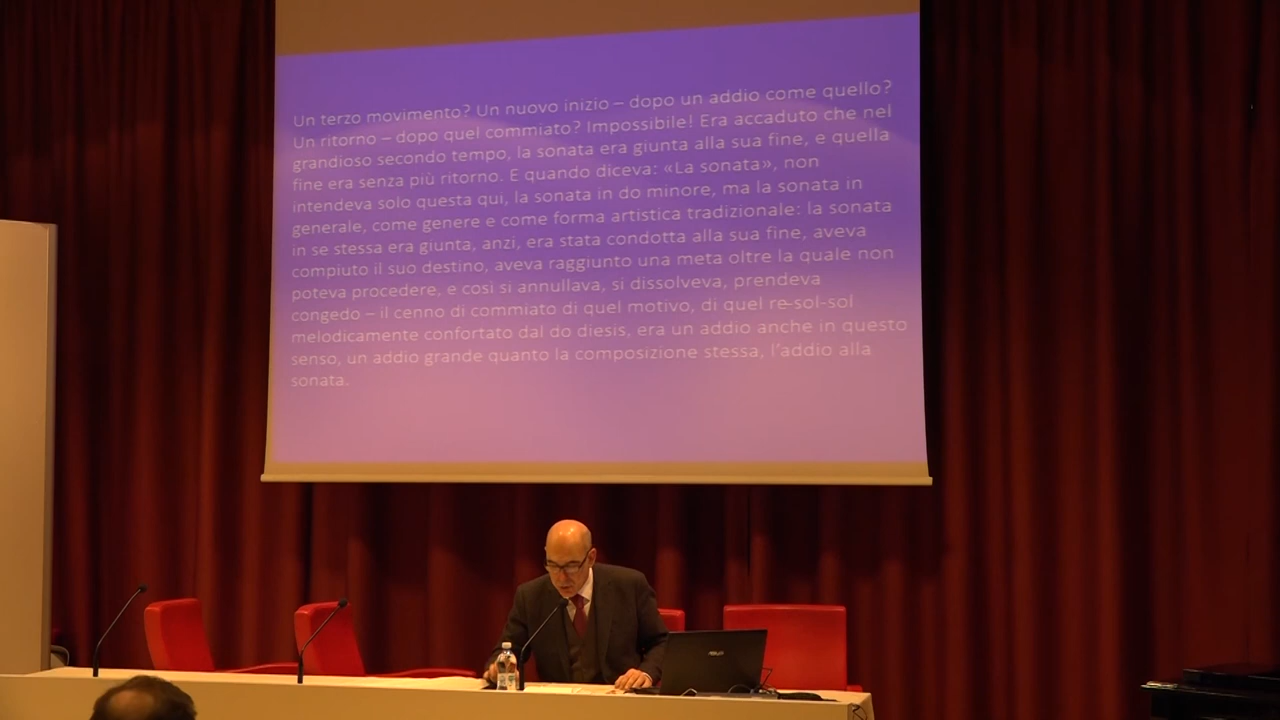 Un terzo movimento? Un nuovo inizio – dopo un addio come quello?
Un ritorno – dopo quel commiato? Impossibile! Era accaduto che nel
grandioso secondo tempo, la sonata era giunta alla sua fine, e quella
fine era senza più ritorno. E quando diceva: «La sonata», non
intendeva solo questa qui, la sonata in do minore, ma la sonata in
generale, come genere e come forma artistica tradizionale: la sonata
in se stessa era giunta, anzi, era stata condotta alla sua fine, aveva
compiuto il suo destino, aveva raggiunto una meta oltre la quale non
poteva procedere, e così si annullava, si dissolveva, prendeva
congedo – il cenno di commiato di quel motivo, di quel re-sol-sol
melodicamente confortato dal do diesis, era un addio anche in questo
senso, un addio grande quanto la composizione stessa, l'addio alla
sonata.
ASUS